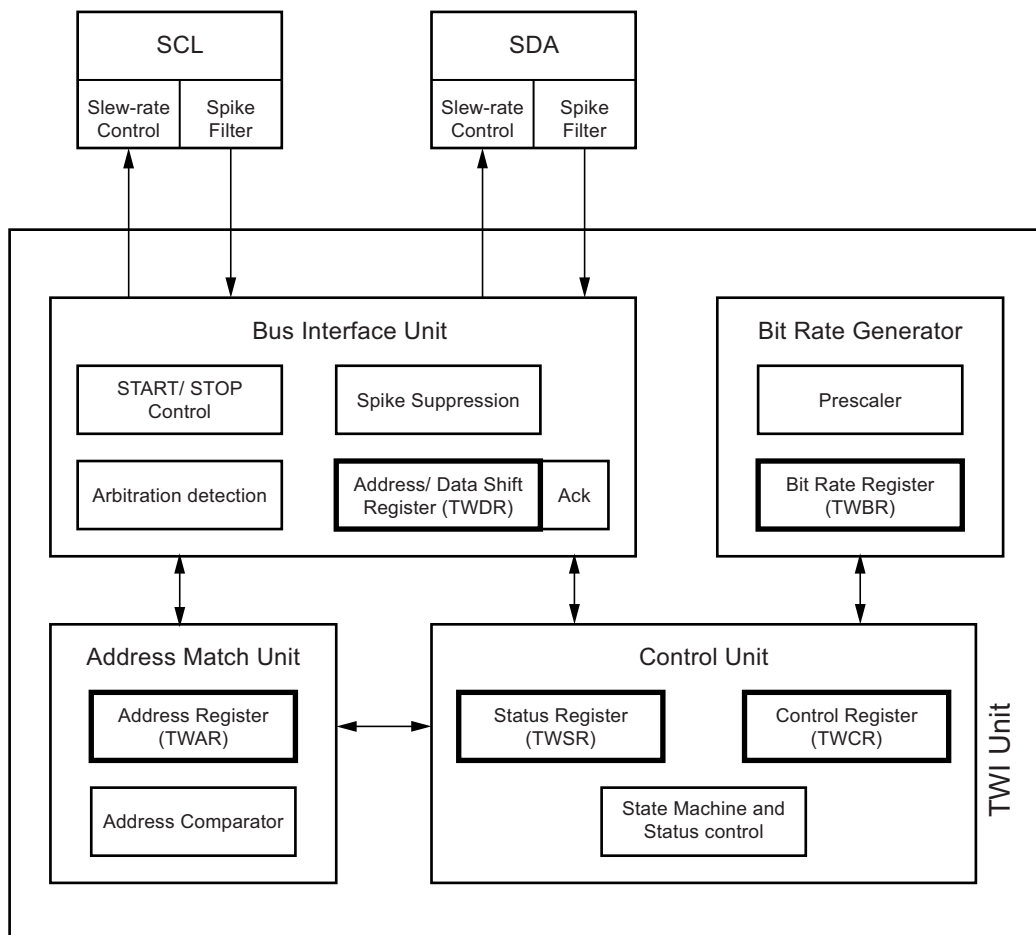 SCL
SDA
Slew-rate
Control
Spike
Filter
Slew-rate
Control
Spike
Filter
Bus Interface Unit
Bit Rate Generator
START/ STOP
Control
Spike Suppression
Prescaler
Arbitration detection
Address/ Data Shift
Register (TWDR)
Ack
Bit Rate Register
(TWBR)
Address Match Unit
Control Unit
Address Register
(TWAR)
Status Register
(TWSR)
Control Register
(TWCR)
Address Comparator
State Machine and
Status control
TWI Unit